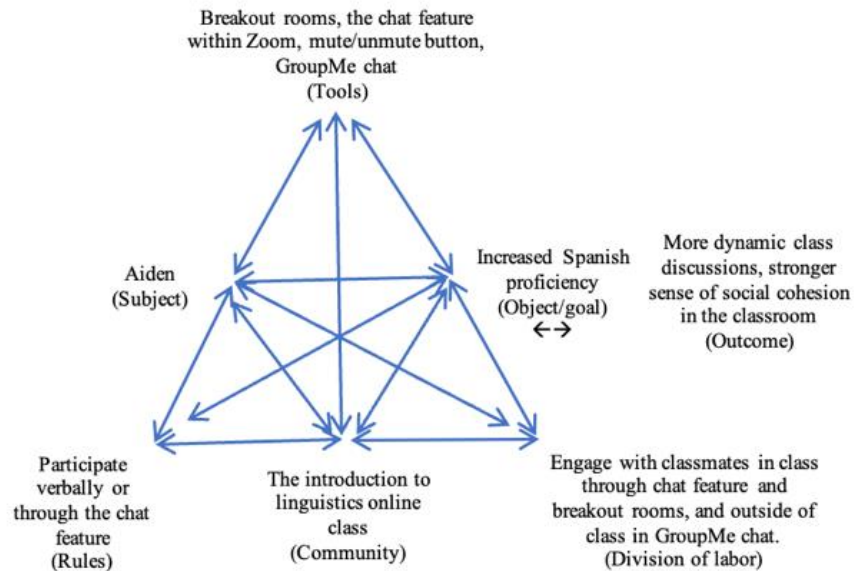 Breakout rooms, the chat feature
within Zoom, mute/unmute button,
GroupMe chat
(Tools)
Aiden
(Subject)
Increased Spanish
proficiency
(Object/goal)
←→
More dynamic class
discussions, stronger
sense of social cohesion
in the classroom
(Outcome)
Participate
verbally or
through the chat
feature
(Rules)
The introduction to
linguistics online
class
(Community)
Engage with classmates in class
through chat feature and
breakout rooms, and outside of
class in GroupMe chat.
(Division of labor)